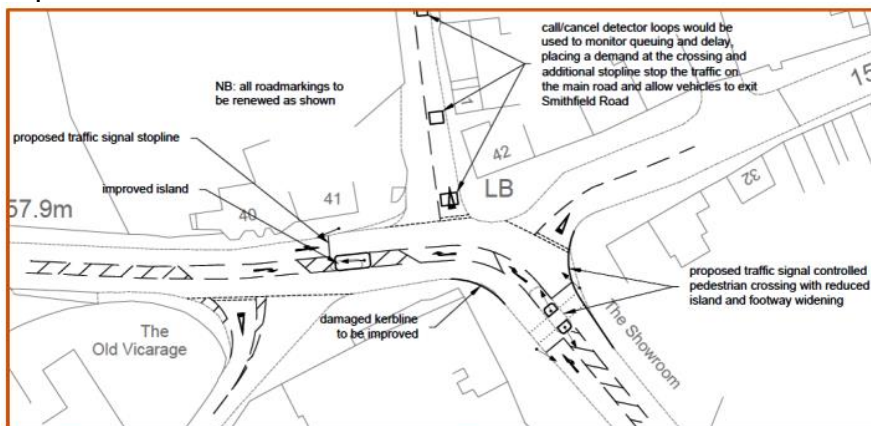 call/cancel detector loops would be
used to monitor queuing and delay,
placing a demand at the crossing and
additional stopline stop the traffic on
the main road and allow vehicles to exit
Smithfield Road
NB: all roadmarkings to
be renewed as shown
proposed traffic signal stopline
improved island
57.9m
40
41
1
42
LB
15
32
proposed traffic signal controlled
pedestrian crossing with reduced
island and footway widening
damaged kerbline
to be improved
The
Old Vicarage
The Showroom